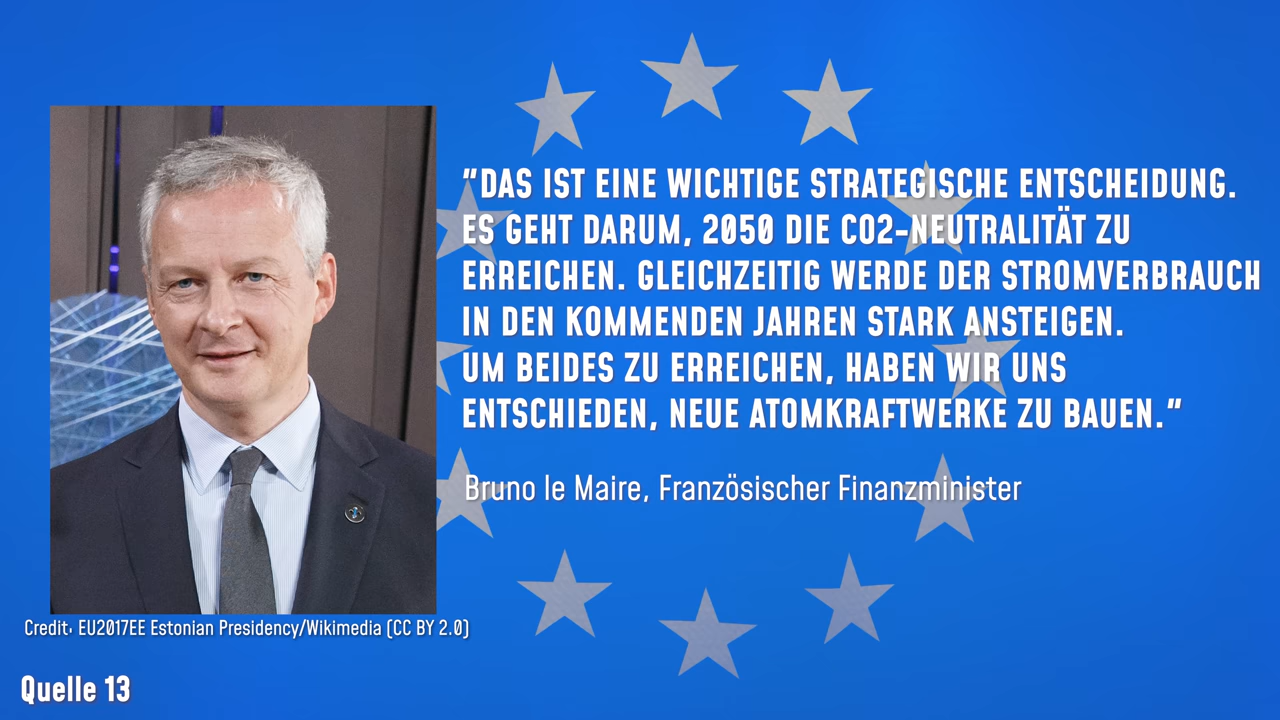 "DAS IST EINE WICHTIGE STRATEGISCHE ENTSCHEIDUNG.
ES GEHT DARUM, 2050 DIE CO2-NEUTRALITÄT ZU
ERREICHEN. GLEICHZEITIG WERDE DER STROMVERBRAUCH
IN DEN KOMMENDEN JAHREN STARK ANSTEIGEN.
UM BEIDES ZU ERREICHEN, HABEN WIR UNS
ENTSCHIEDEN, NEUE ATOMKRAFTWERKE ZU BAUEN."
Bruno le Maire, Französischer Finanzminister
Credit: EU2017EE Estonian Presidency/Wikimedia (CC BY 2.0)
Quelle 13